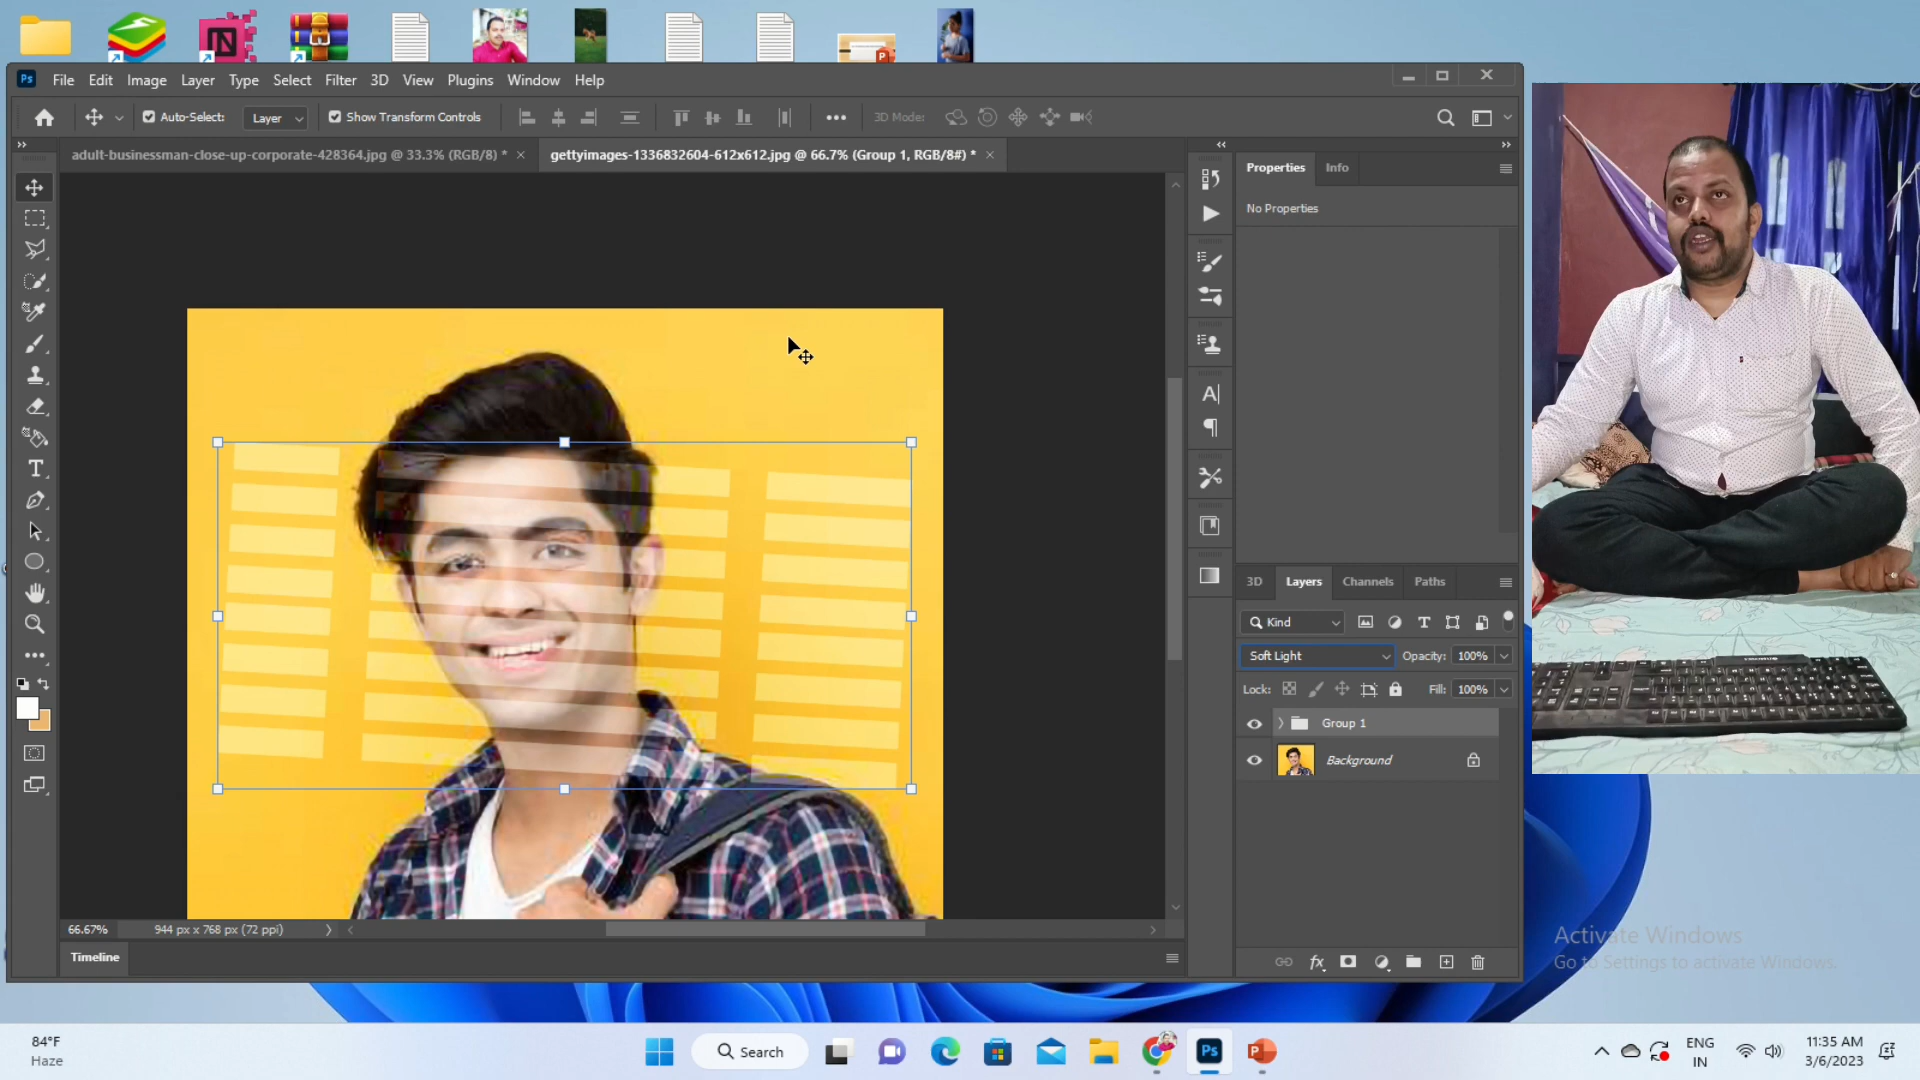 Ps File Edit Image Layer Type Select Filter 3D View Plugins Window Help
Auto-Select: Layer Show Transform Controls 3D Mode:
adult-businessman-close-up-corporate-428364.jpg @ 33.3% (RGB/8) * gettyimages-1336832604-612x612.jpg @ 66.7% (Group 1, RGB/8#) *
Properties Info
No Properties
3D Layers Channels Paths
Kind
Soft Light Opacity: 100%
Lock: Fill: 100%
Group 1
Background
66.67% 944 px x 768 px (72 ppi)
Timeline
Activate Windows
Go to Settings to activate Windows.
84°F
Haze
Search
Ps
ENG
IN
11:35 AM
3/6/2023